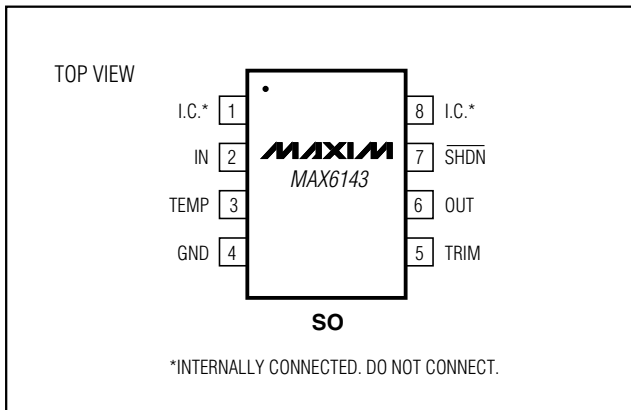 TOP VIEW
I.C.* 1
IN 2
TEMP 3
GND 4
MAXIM
MAX6143
8 I.C.*
7 SHDN
6 OUT
5 TRIM
SO
*INTERNALLY CONNECTED. DO NOT CONNECT.